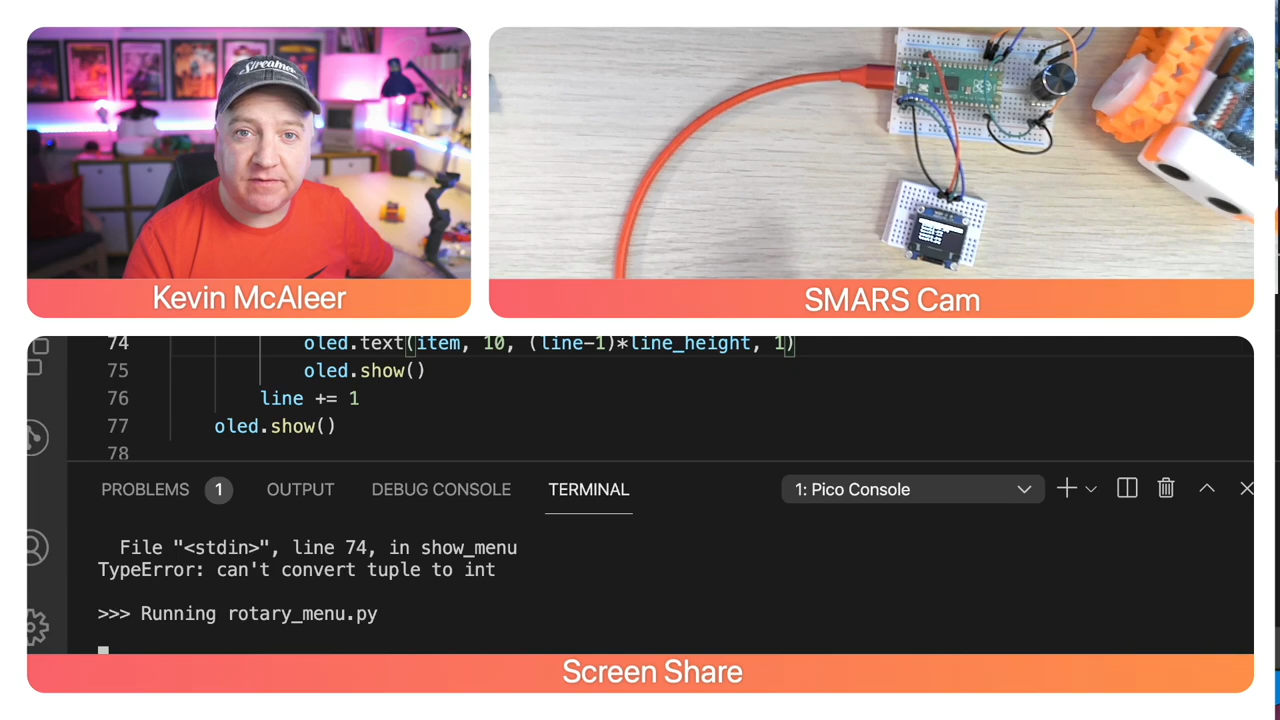 Streamer
Kevin McAleer
SMARS Cam
74 oled.text(item, 10, (line-1)*line_height, 1)
75 oled.show()
76 line += 1
77 oled.show()
78
PROBLEMS 1 OUTPUT DEBUG CONSOLE TERMINAL 1: Pico Console
File "<stdin>", line 74, in show_menu
TypeError: can't convert tuple to int
>>> Running rotary_menu.py
Screen Share